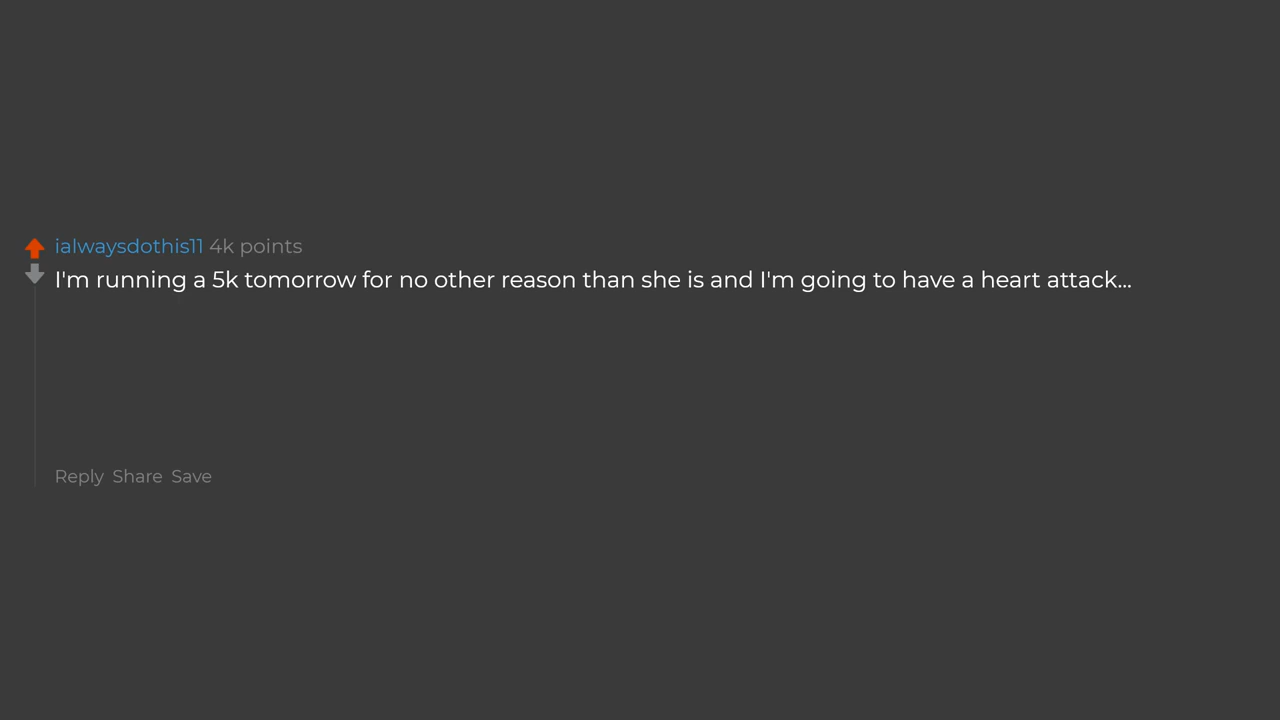 ialwaysdothis11 4k points
I'm running a 5k tomorrow for no other reason than she is and I'm going to have a heart attack...
Reply Share Save